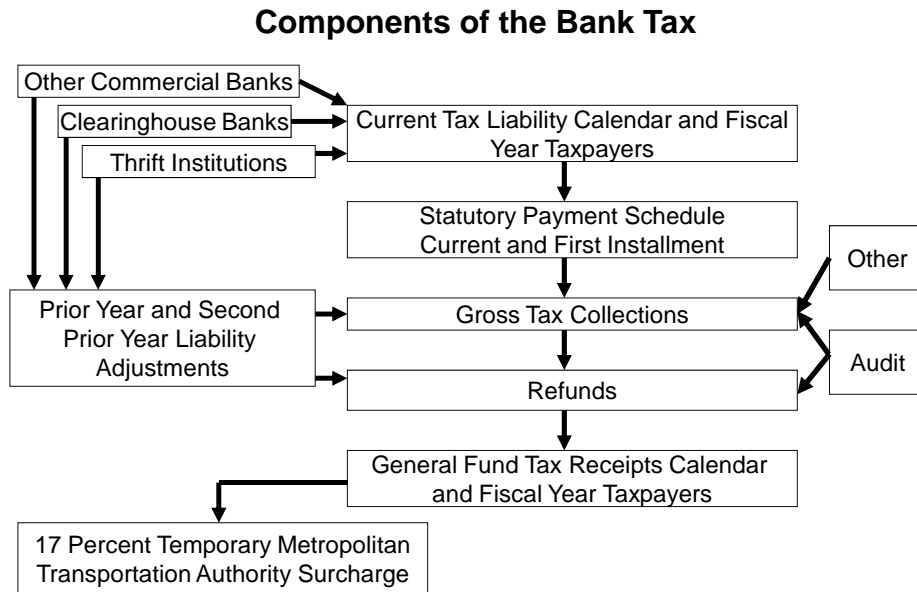 Components of the Bank Tax
Other Commercial Banks
Clearinghouse Banks
Thrift Institutions
Current Tax Liability Calendar and Fiscal
Year Taxpayers
Statutory Payment Schedule
Current and First Installment
Other
Prior Year and Second
Prior Year Liability
Adjustments
Gross Tax Collections
Audit
Refunds
General Fund Tax Receipts Calendar
and Fiscal Year Taxpayers
17 Percent Temporary Metropolitan
Transportation Authority Surcharge